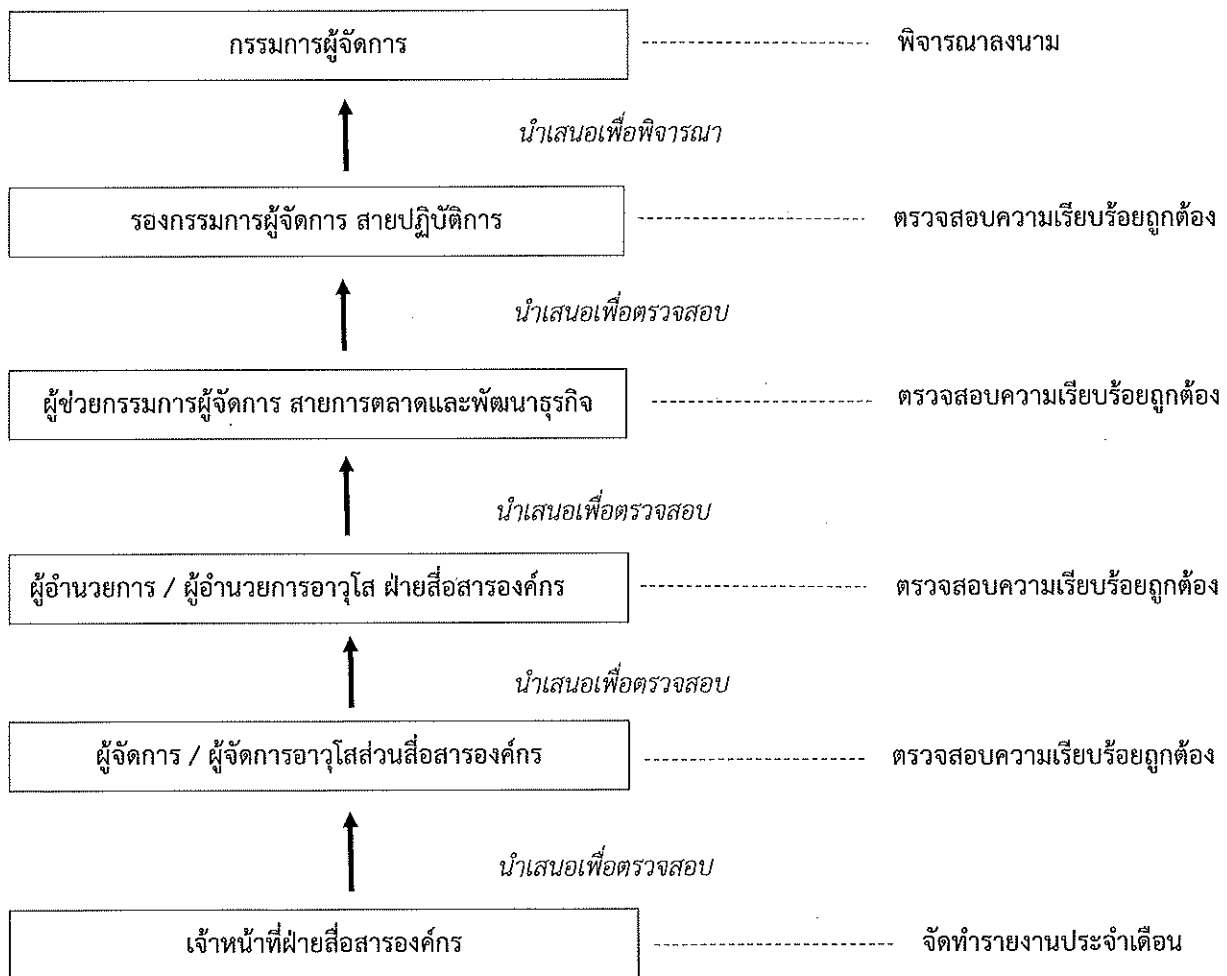 กรรมการผู้จัดการ
พิจารณาลงนาม
นำเสนอเพื่อพิจารณา
รองกรรมการผู้จัดการ สายปฏิบัติการ
ตรวจสอบความเรียบร้อยถูกต้อง
นำเสนอเพื่อตรวจสอบ
ผู้ช่วยกรรมการผู้จัดการ สายการตลาดและพัฒนาธุรกิจ
ตรวจสอบความเรียบร้อยถูกต้อง
นำเสนอเพื่อตรวจสอบ
ผู้อำนวยการ / ผู้อำนวยการอาวุโส ฝ่ายสื่อสารองค์กร
ตรวจสอบความเรียบร้อยถูกต้อง
นำเสนอเพื่อตรวจสอบ
ผู้จัดการ / ผู้จัดการอาวุโสส่วนสื่อสารองค์กร
ตรวจสอบความเรียบร้อยถูกต้อง
นำเสนอเพื่อตรวจสอบ
เจ้าหน้าที่ฝ่ายสื่อสารองค์กร
จัดทำรายงานประจำเดือน